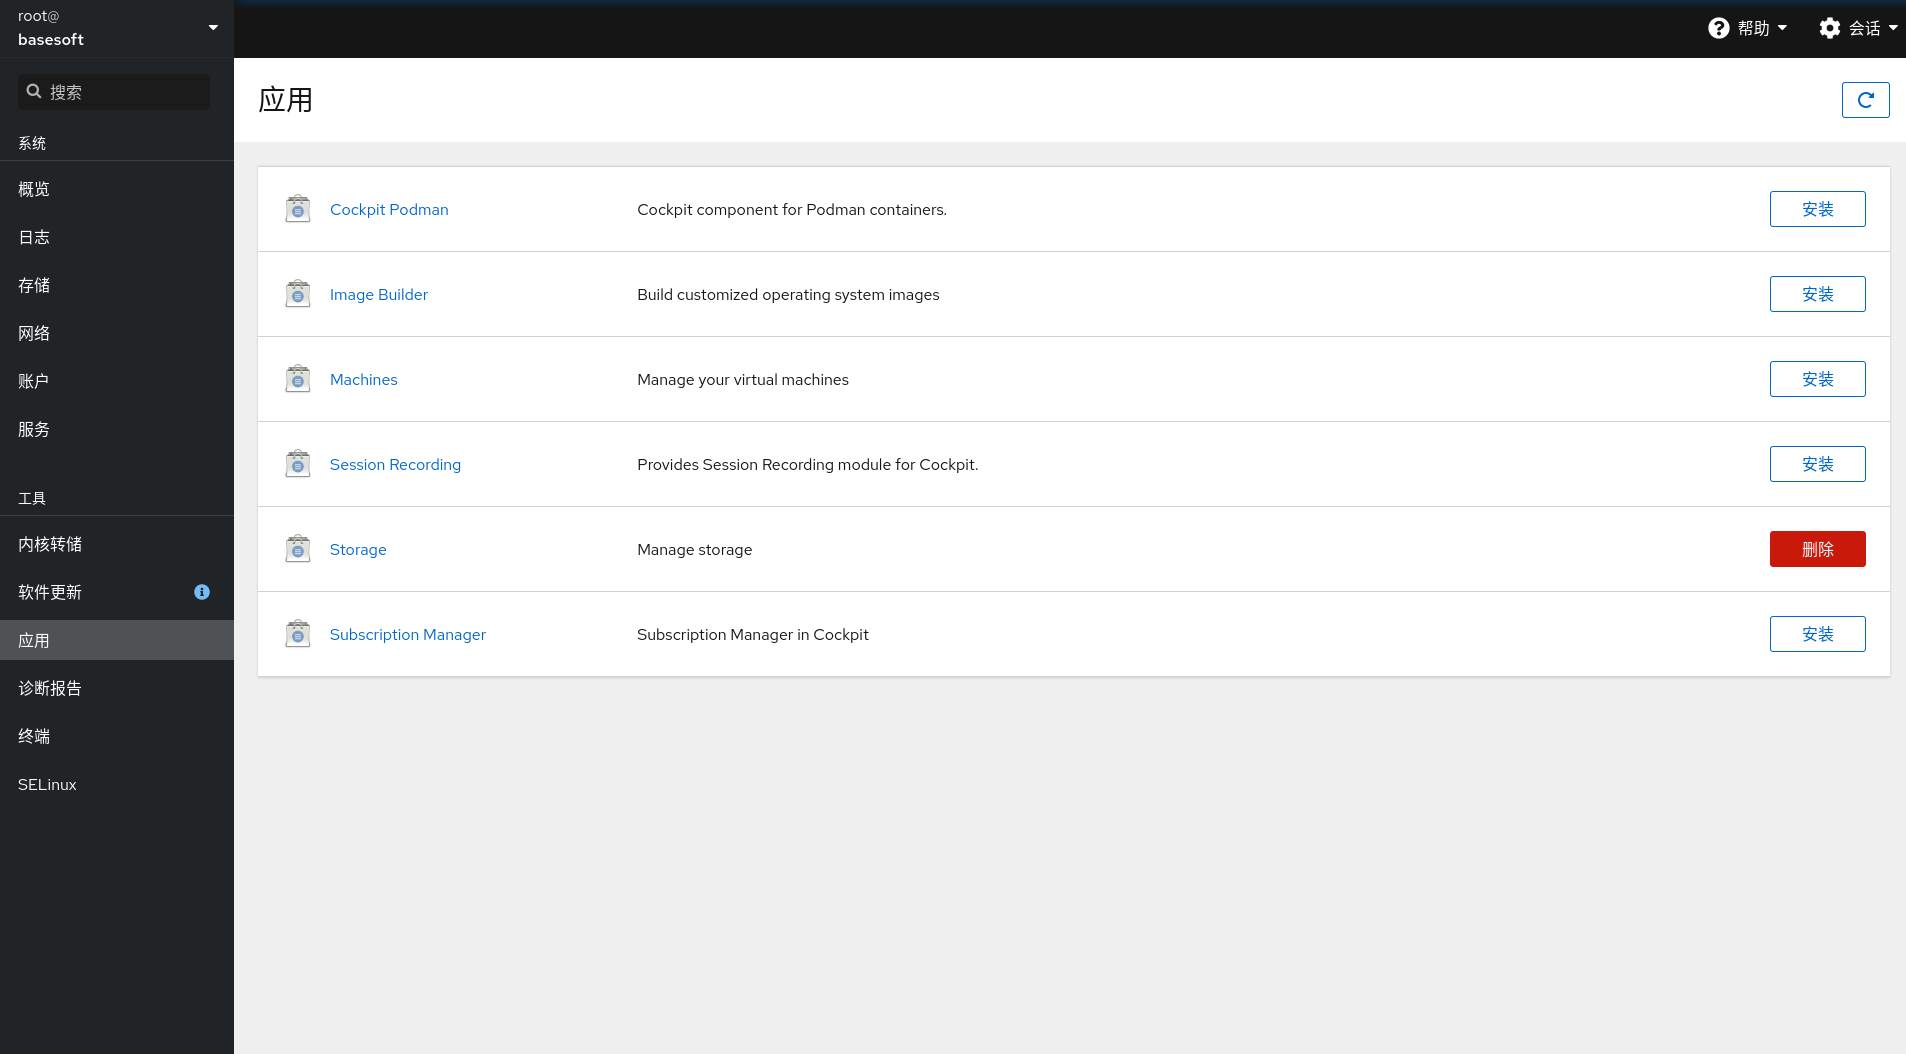 root@
basesoft
帮助
会话
搜索
系统
概览
日志
存储
网络
账户
服务
工具
内核转储
软件更新
应用
诊断报告
终端
SELinux
应用
Cockpit Podman Cockpit component for Podman containers. 安装
Image Builder Build customized operating system images 安装
Machines Manage your virtual machines 安装
Session Recording Provides Session Recording module for Cockpit. 安装
Storage Manage storage 删除
Subscription Manager Subscription Manager in Cockpit 安装